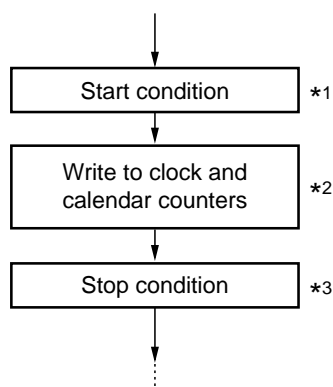 Start condition
*1
Write to clock and
calendar counters
*2
Stop condition
*3